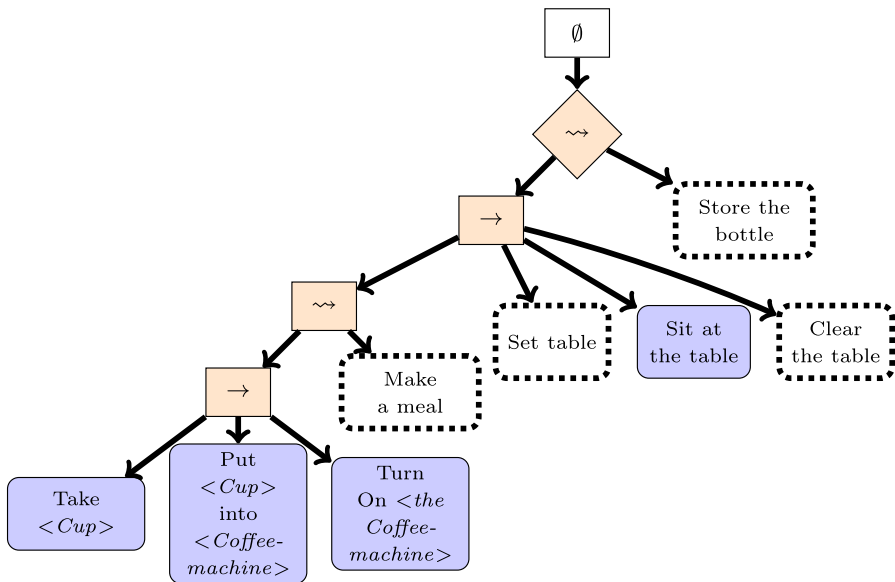 ∅
⇝
Store the
bottle
→
⇝
Set table
Sit at
the table
Clear
the table
→
Make
a meal
Take
<Cup>
Put
<Cup>
into
<Coffee-
machine>
Turn
On <the
Coffee-
machine>